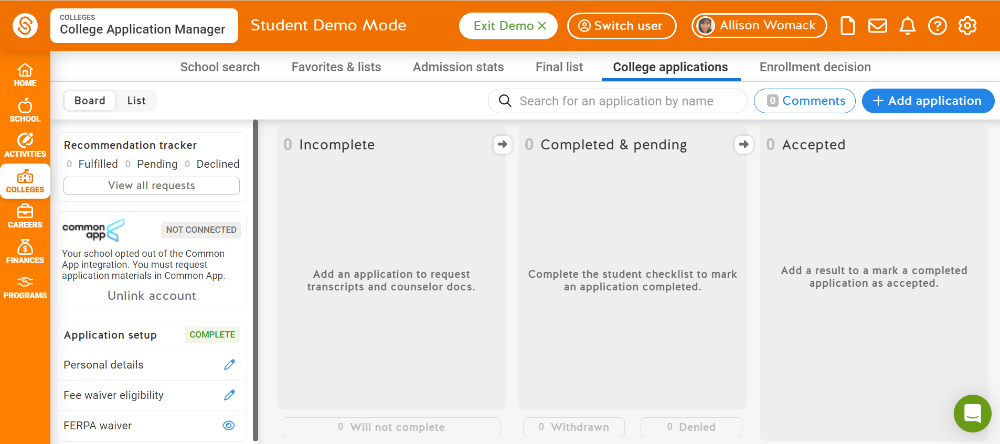 COLLEGES
College Application Manager
Student Demo Mode
Exit Demo
Switch user
Allison Womack
HOME
SCHOOL
ACTIVITIES
COLLEGES
CAREERS
FINANCES
PROGRAMS
School search
Favorites & lists
Admission stats
Final list
College applications
Enrollment decision
Board
List
Search for an application by name
0 Comments
+ Add application
Recommendation tracker
0 Fulfilled 0 Pending 0 Declined
View all requests
common
app
NOT CONNECTED
Your school opted out of the Common
App integration. You must request
application materials in Common App.
Unlink account
Application setup
COMPLETE
Personal details
Fee waiver eligibility
FERPA waiver
0 Incomplete
Add an application to request
transcripts and counselor docs.
0 Will not complete
0 Completed & pending
Complete the student checklist to mark
an application completed.
0 Withdrawn
0 Denied
0 Accepted
Add a result to a mark a completed
application as accepted.